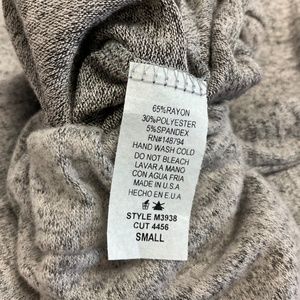 65%RAYON
30%POLYESTER
5%SPANDEX
RN#148794
HAND WASH COLD
DO NOT BLEACH
LAVAR A MANO
CON AGUA FRIA
MADE IN U.S.A
HECHO EN E.U.A
STYLE M3938
CUT 4456
SMALL